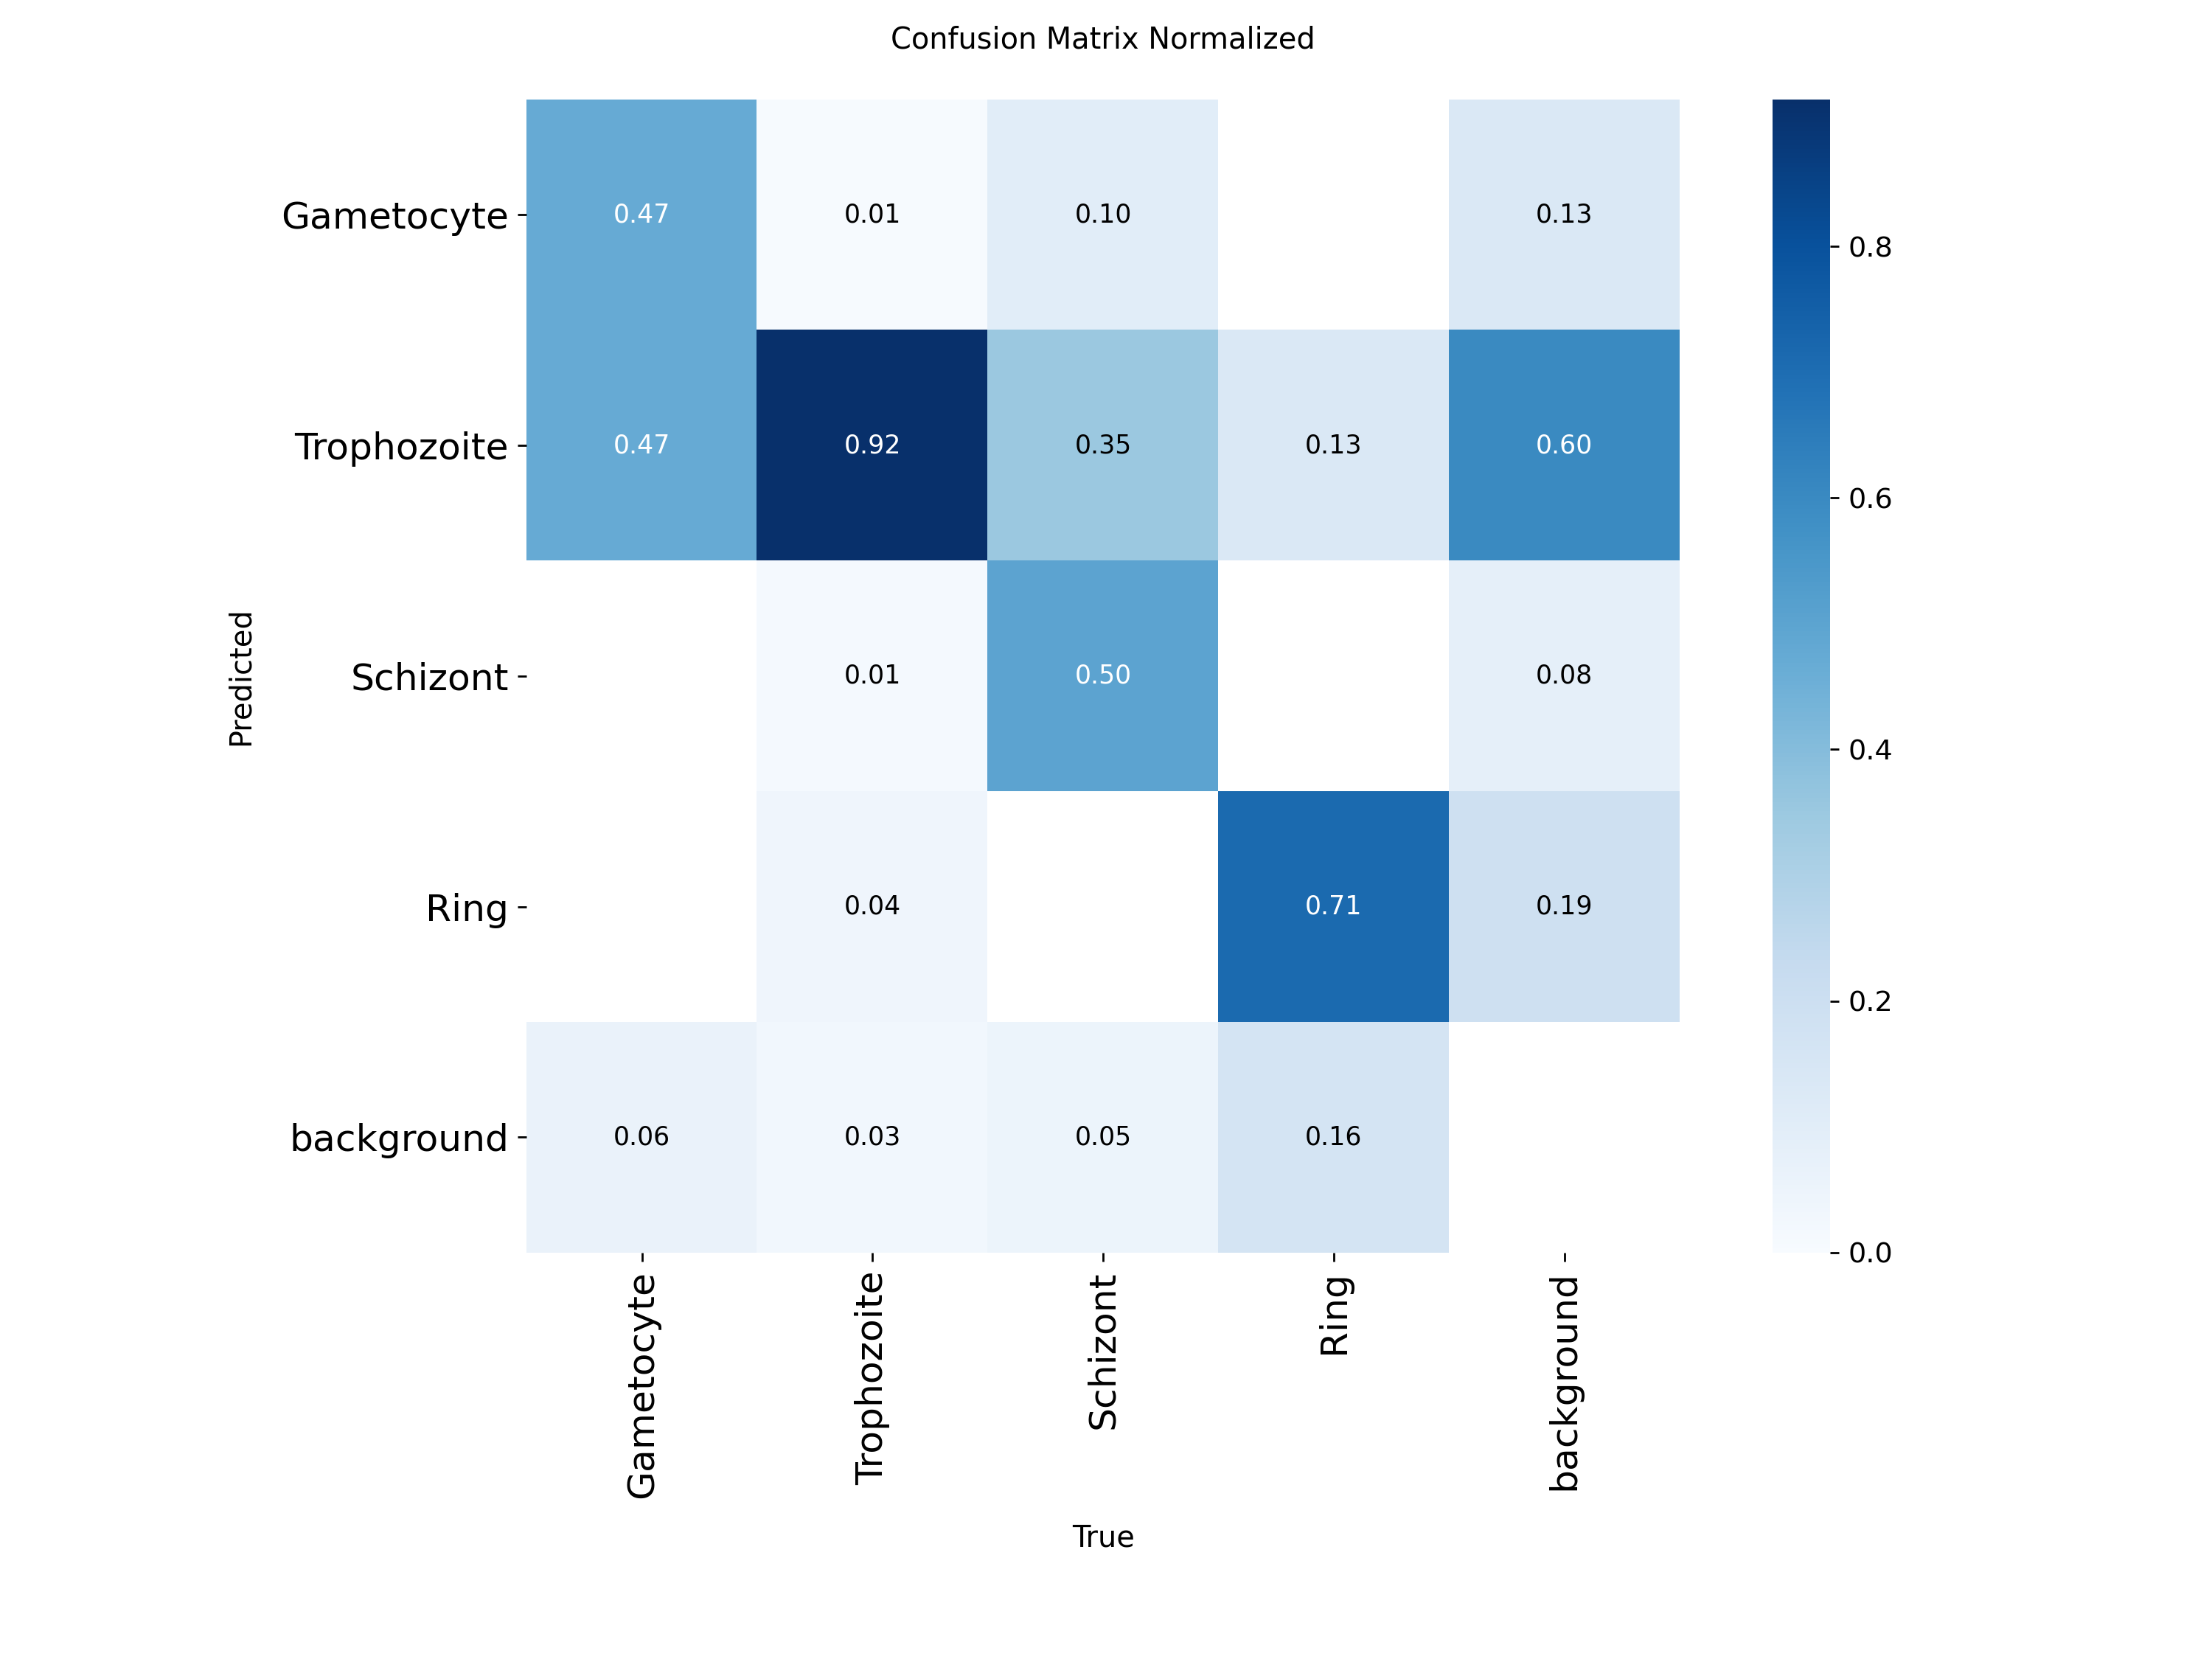 Confusion Matrix Normalized
Gametocyte 0.47 0.01 0.10 0.13
Trophozoite 0.47 0.92 0.35 0.13 0.60
Schizont 0.01 0.50 0.08
Ring 0.04 0.71 0.19
background 0.06 0.03 0.05 0.16
Predicted
Gametocyte Trophozoite Schizont Ring background
True
0.8
0.6
0.4
0.2
0.0